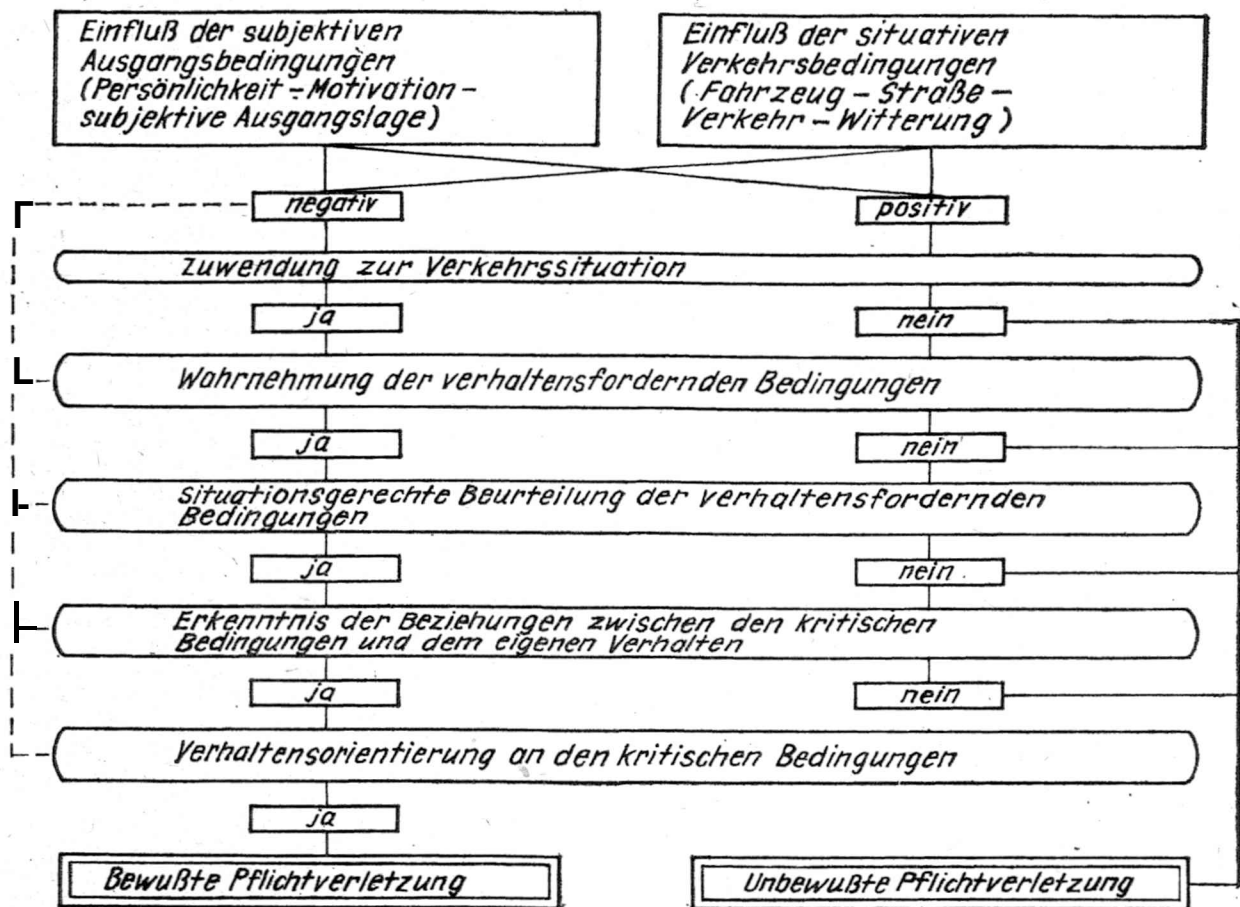 Einfluß der subjektiven
Ausgangsbedingungen
(Persönlichkeit – Motivation –
subjektive Ausgangslage)
Einfluß der situativen
Verkehrsbedingungen
(Fahrzeug – Straße –
Verkehr – Witterung)
negativ
positiv
Zuwendung zur Verkehrssituation
ja
nein
Wahrnehmung der verhaltensfordernden Bedingungen
ja
nein
Situationsgerechte Beurteilung der verhaltensfordernden
Bedingungen
ja
nein
Erkenntnis der Beziehungen zwischen den kritischen
Bedingungen und dem eigenen Verhalten
ja
nein
Verhaltensorientierung an den kritischen Bedingungen
ja
Bewußte Pflichtverletzung
Unbewußte Pflichtverletzung